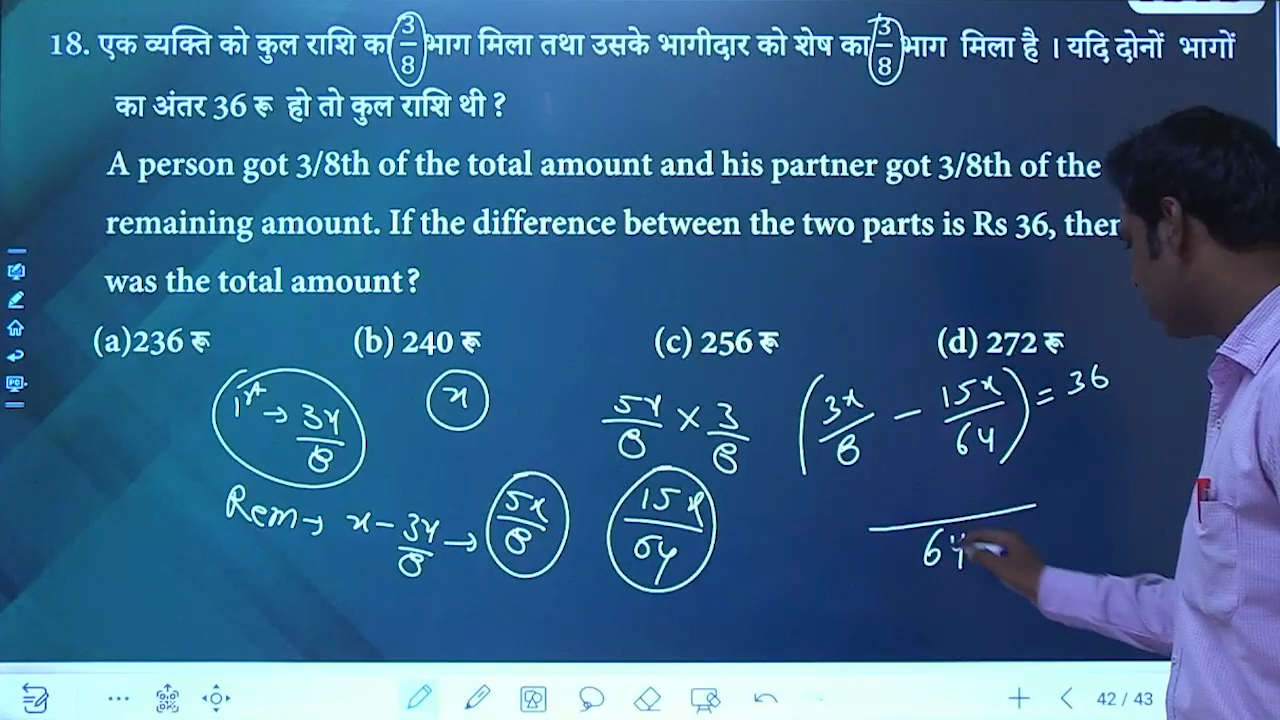 18. एक व्यक्ति को कुल राशि का 3/8 भाग मिला तथा उसके भागीदार को शेष का 3/8 भाग मिला है । यदि दोनों भागों
का अंतर 36 रू हो तो कुल राशि थी ?
A person got 3/8th of the total amount and his partner got 3/8th of the
remaining amount. If the difference between the two parts is Rs 36, then
was the total amount?
(a)236 रू (b) 240 रू (c) 256 रू (d) 272 रू
1st → 3x/8 x 5x/8 × 3/8 (3x/8 − 15x/64) = 36
Rem → x − 3x/8 → 5x/8 15x/64 /64
42 / 43